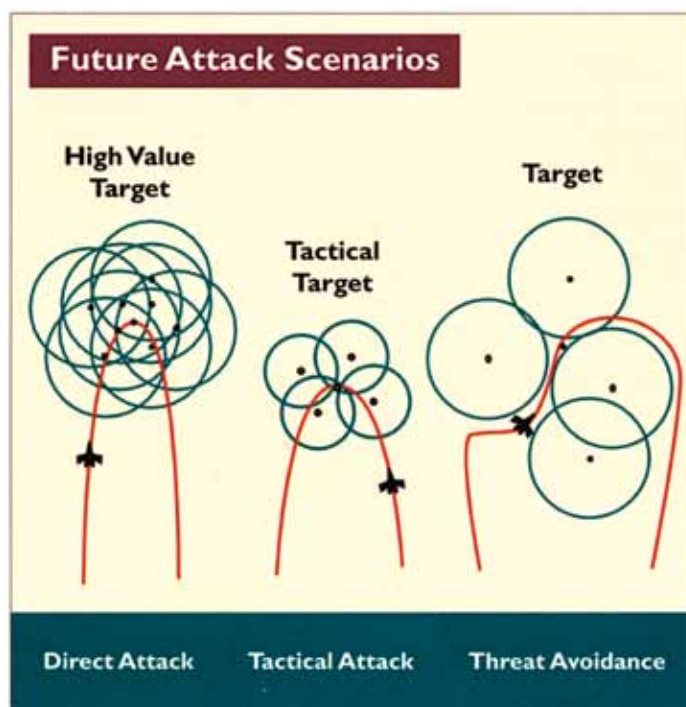 Future Attack Scenarios
High Value
Target
Tactical
Target
Target
Direct Attack
Tactical Attack
Threat Avoidance